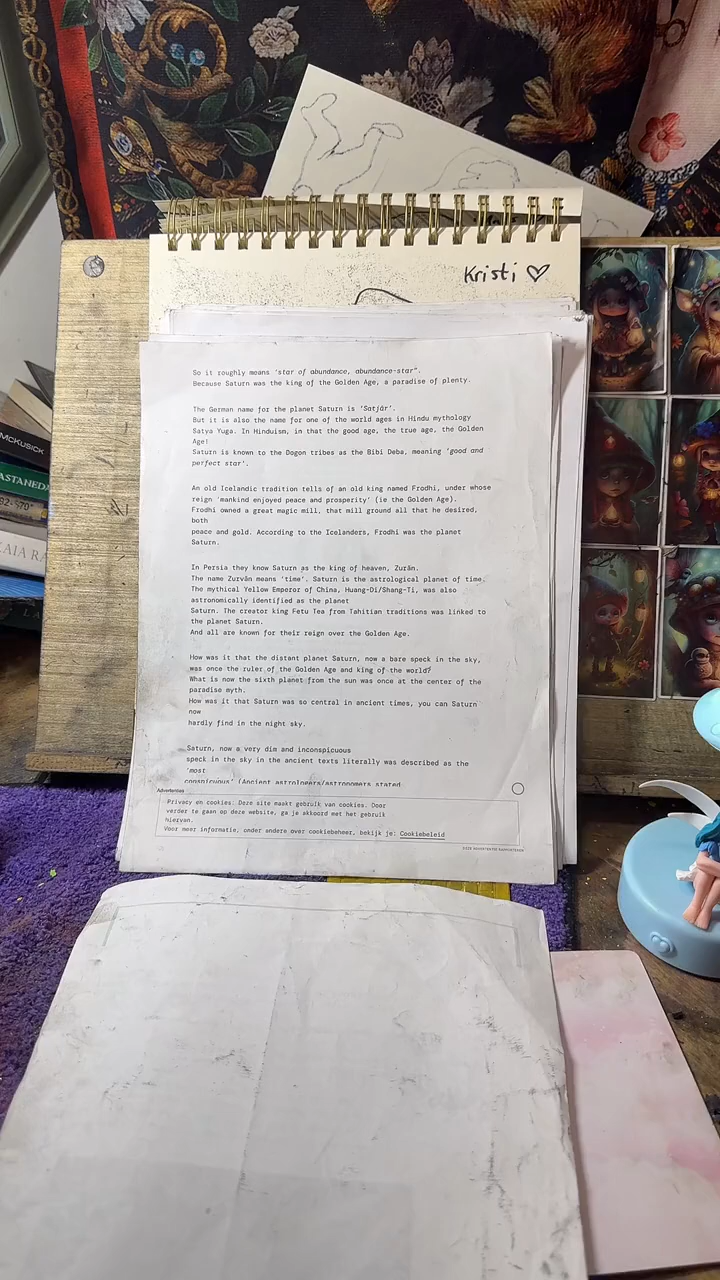 Kristi
So it roughly means 'star of abundance, abundance-star".
Because Saturn was the king of the Golden Age, a paradise of plenty.
The German name for the planet Saturn is 'Satjâr'.
But it is also the name for one of the world ages in Hindu mythology
Satya Yuga. In Hinduism, in that the good age, the true age, the Golden
Age!
Saturn is known to the Dogon tribes as the Bibi Deba, meaning 'good and
perfect star'.
An old Icelandic tradition tells of an old king named Frodhi, under whose
reign 'mankind enjoyed peace and prosperity' (ie the Golden Age).
Frodhi owned a great magic mill, that mill ground all that he desired,
both
peace and gold. According to the Icelanders, Frodhi was the planet
Saturn.
In Persia they know Saturn as the king of heaven, Zurân.
The name Zurvân means 'time'. Saturn is the astrological planet of time.
The mythical Yellow Emperor of China, Huang-Di/Shang-Ti, was also
astronomically identified as the planet
Saturn. The creator king Fetu Tea from Tahitian traditions was linked to
the planet Saturn.
And all are known for their reign over the Golden Age.
How was it that the distant planet Saturn, now a bare speck in the sky,
was once the ruler of the Golden Age and king of the world?
What is now the sixth planet from the sun was once at the center of the
paradise myth.
How was it that Saturn was so central in ancient times, you can Saturn
now
hardly find in the night sky.
Saturn, now a very dim and inconspicuous
speck in the sky in the ancient texts literally was described as the
'most
conspicuous' (Ancient astrologers/astronomers stated
Advertenties
Privacy en cookies: Deze site maakt gebruik van cookies. Door
verder te gaan op deze website, ga je akkoord met het gebruik
hiervan.
Voor meer informatie, onder andere over cookiebeheer, bekijk je: Cookiebeleid
DEZE ADVERTENTIE RAPPORTEREN
MCKUSICK
CASTANEDA